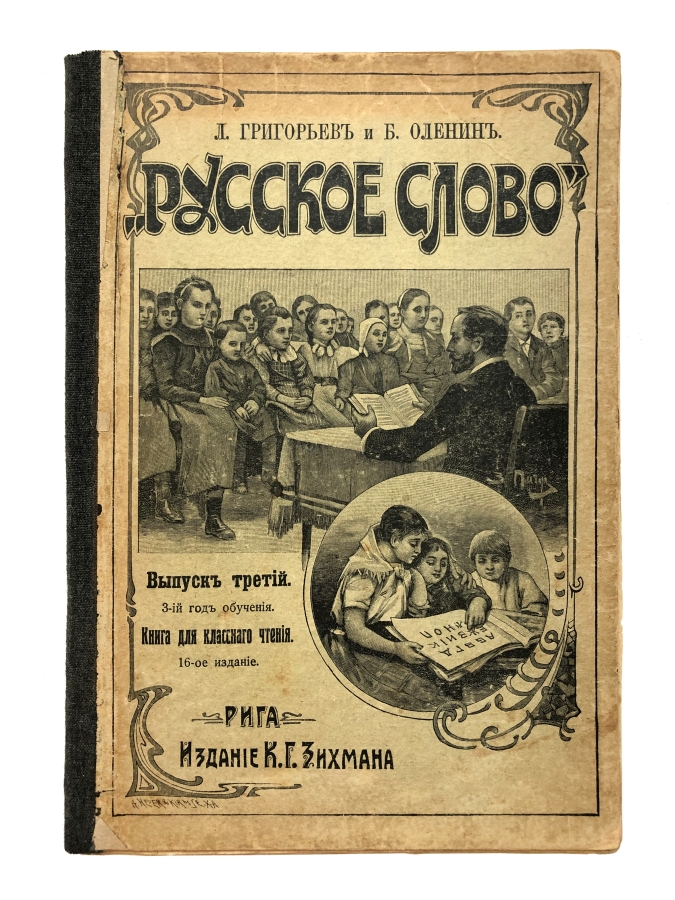 Л. ГРИГОРЬЕВЪ и Б. ОЛЕНИНЪ.
„РУССКОЕ СЛОВО"
Выпускъ третій.
3-ій годъ обученія.
Книга для класснаго чтенія.
16-ое изданіе.
РИГА
Изданіе К. Г. Зихмана